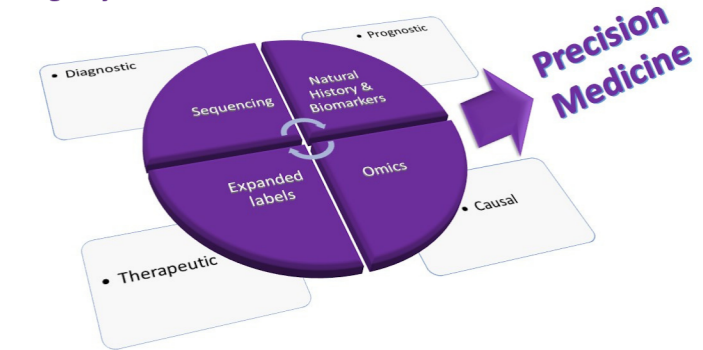 • Diagnostic
• Prognostic
Sequencing
Natural
History &
Biomarkers
Expanded
labels
Omics
• Therapeutic
• Causal
Precision
Medicine